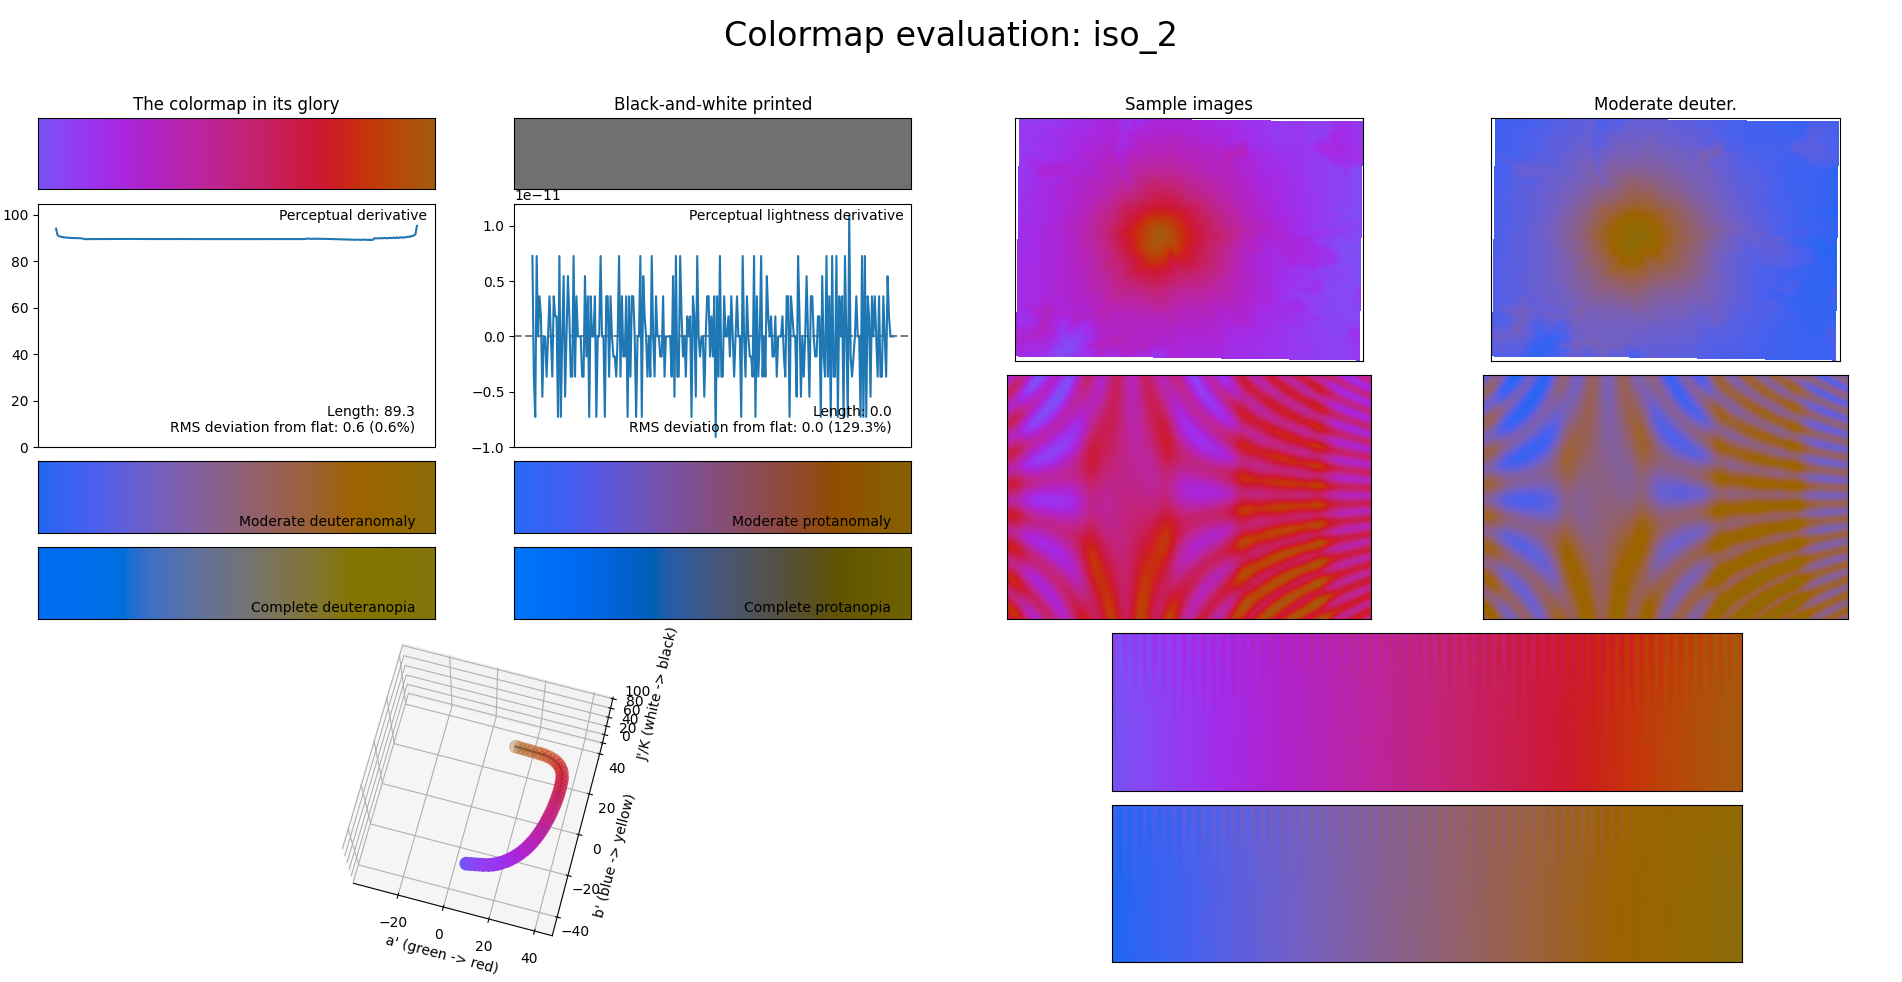 Colormap evaluation: iso_2
The colormap in its glory
Black-and-white printed
Sample images
Moderate deuter.
1e−11
100
80
60
40
20
0
Perceptual derivative
Length: 89.3
RMS deviation from flat: 0.6 (0.6%)
1.0
0.5
0.0
−0.5
−1.0
Perceptual lightness derivative
Length: 0.0
RMS deviation from flat: 0.0 (129.3%)
Moderate deuteranomaly
Moderate protanomaly
Complete deuteranopia
Complete protanopia
100
80
60
40
20
0
J'/K (white -> black)
40
20
0
−20
−40
b' (blue -> yellow)
−20
0
20
40
a' (green -> red)